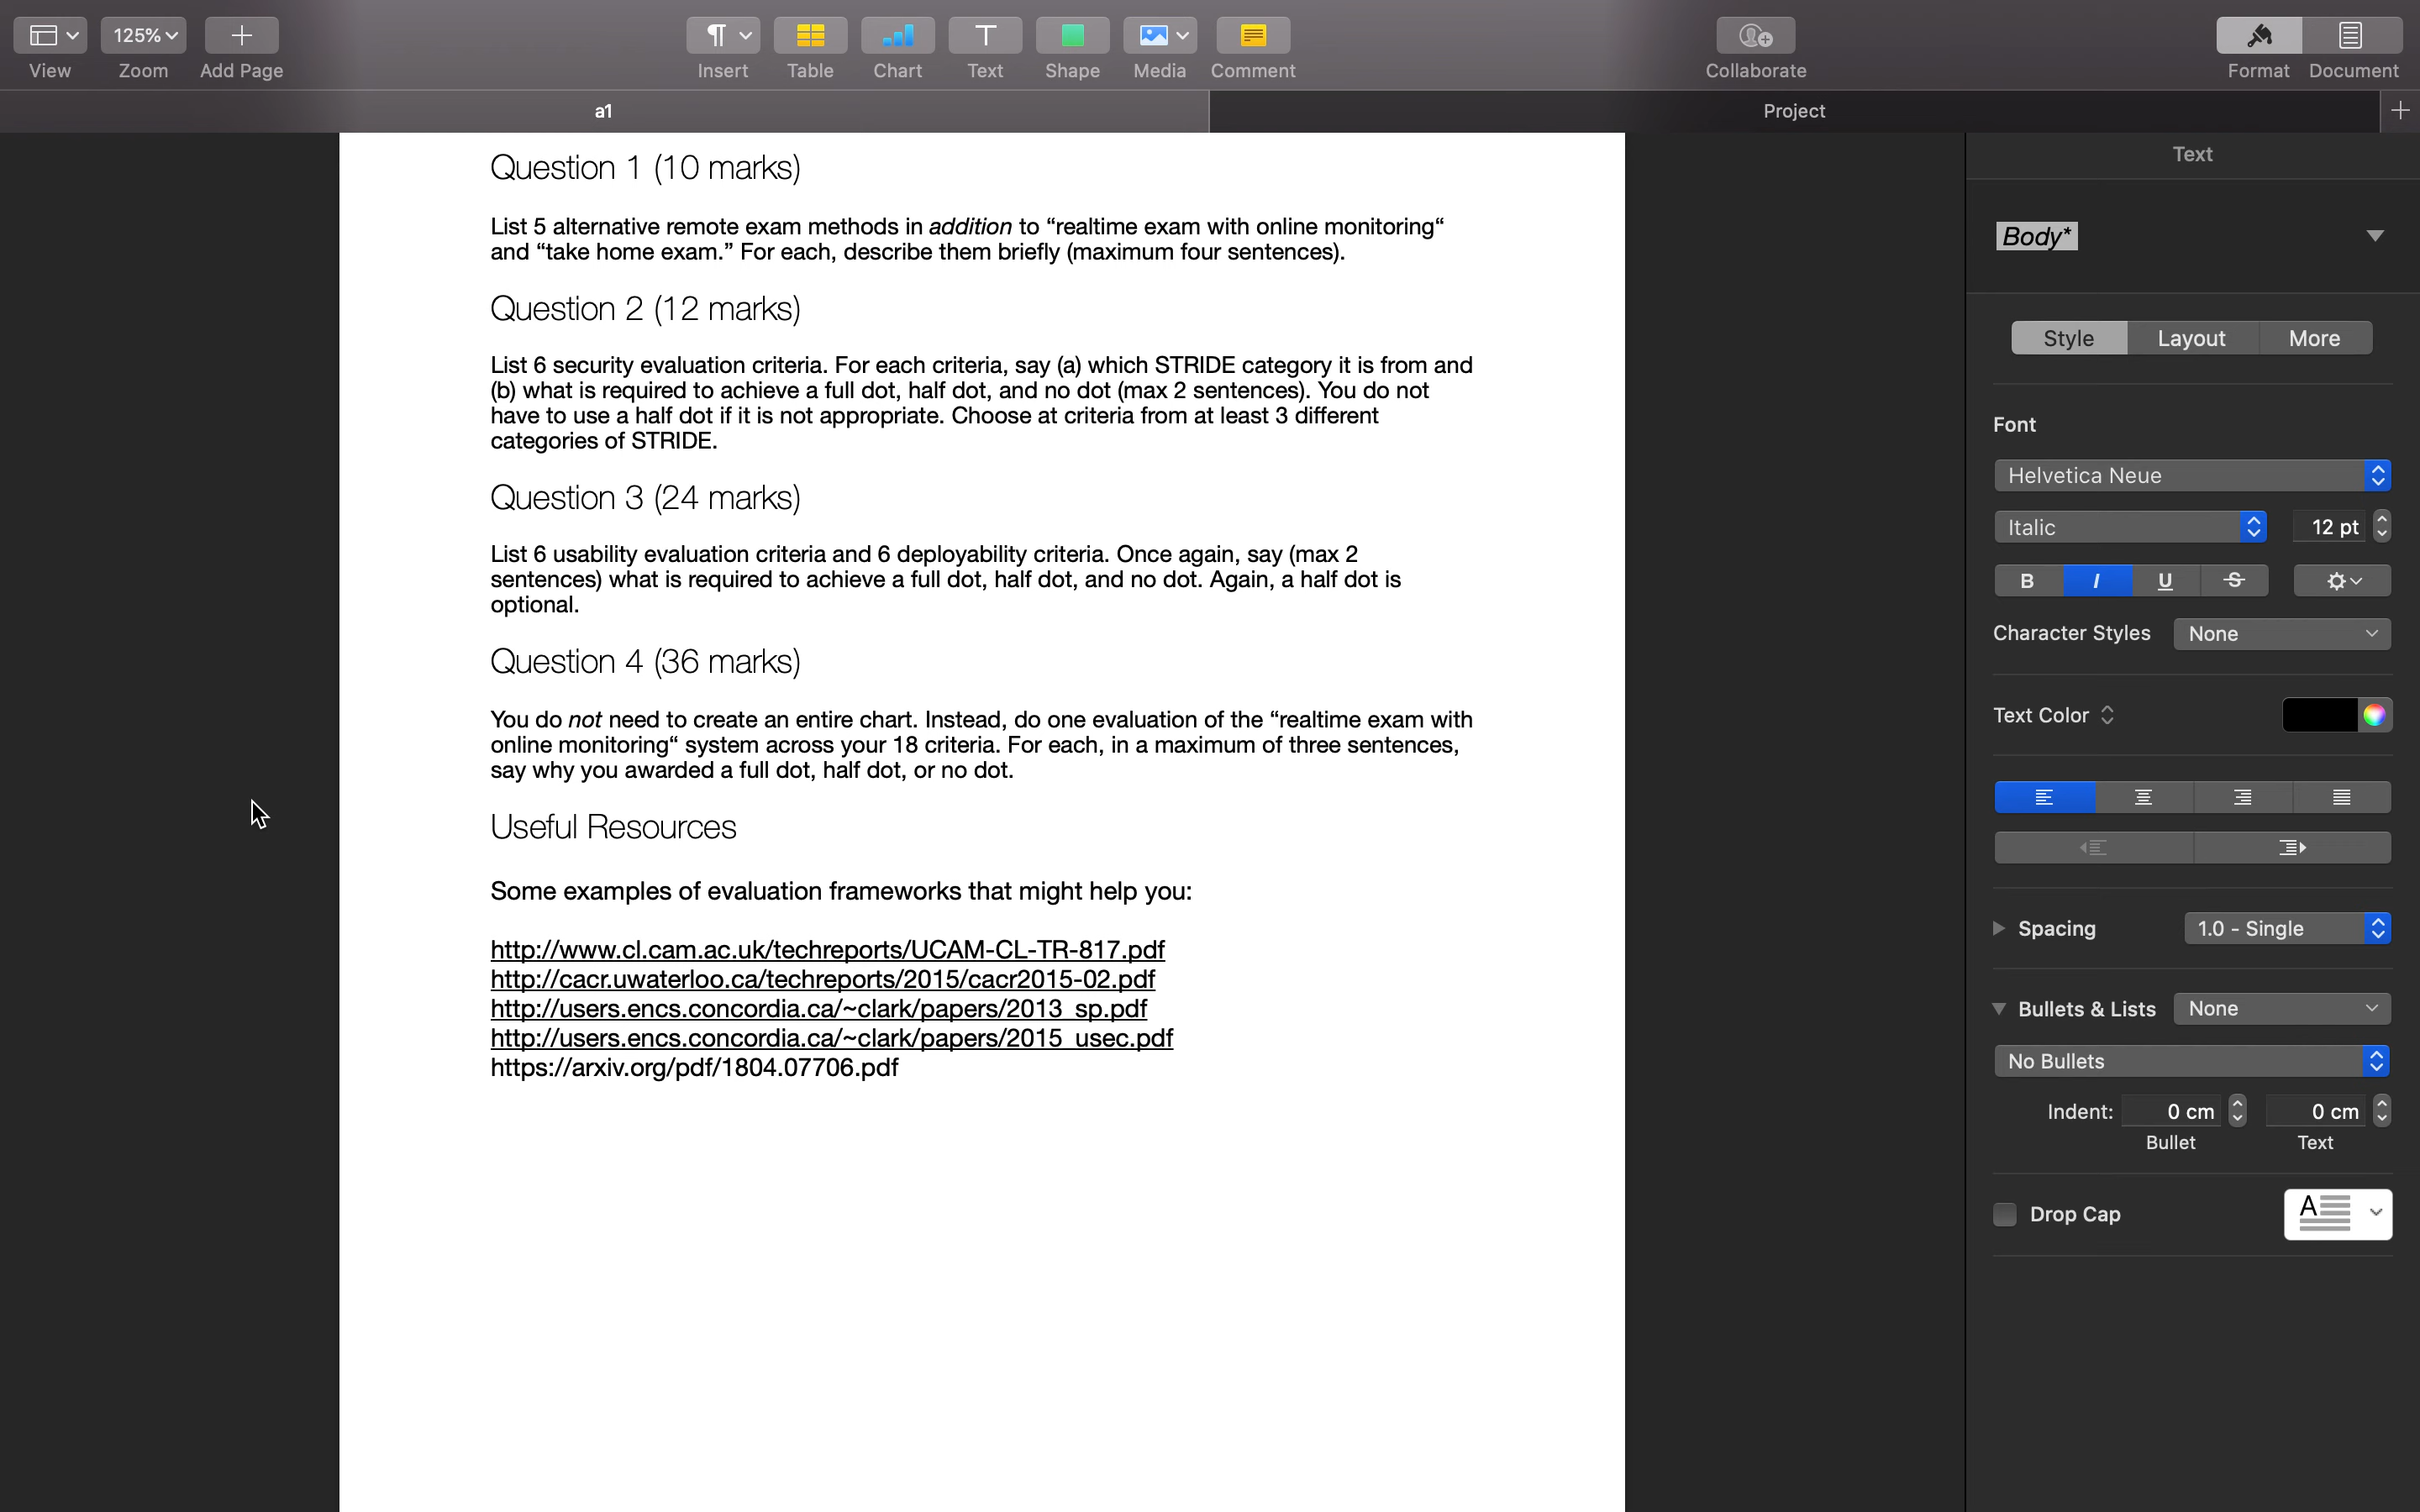 View
125%
Zoom
Add Page
Insert
Table
Chart
T
Text
Shape
Media
Comment
Collaborate
Format
Document
a1
Project
Question 1 (10 marks)
List 5 alternative remote exam methods in addition to “realtime exam with online monitoring“
and “take home exam.” For each, describe them briefly (maximum four sentences).
Question 2 (12 marks)
List 6 security evaluation criteria. For each criteria, say (a) which STRIDE category it is from and
(b) what is required to achieve a full dot, half dot, and no dot (max 2 sentences). You do not
have to use a half dot if it is not appropriate. Choose at criteria from at least 3 different
categories of STRIDE.
Question 3 (24 marks)
List 6 usability evaluation criteria and 6 deployability criteria. Once again, say (max 2
sentences) what is required to achieve a full dot, half dot, and no dot. Again, a half dot is
optional.
Question 4 (36 marks)
You do not need to create an entire chart. Instead, do one evaluation of the “realtime exam with
online monitoring“ system across your 18 criteria. For each, in a maximum of three sentences,
say why you awarded a full dot, half dot, or no dot.
Useful Resources
Some examples of evaluation frameworks that might help you:
http://www.cl.cam.ac.uk/techreports/UCAM-CL-TR-817.pdf
http://cacr.uwaterloo.ca/techreports/2015/cacr2015-02.pdf
http://users.encs.concordia.ca/~clark/papers/2013_sp.pdf
http://users.encs.concordia.ca/~clark/papers/2015_usec.pdf
https://arxiv.org/pdf/1804.07706.pdf
Text
Body*
Style Layout More
Font
Helvetica Neue
Italic 12 pt
B I U S
Character Styles None
Text Color
Spacing 1.0 - Single
Bullets & Lists None
No Bullets
Indent: 0 cm 0 cm
Bullet Text
Drop Cap A